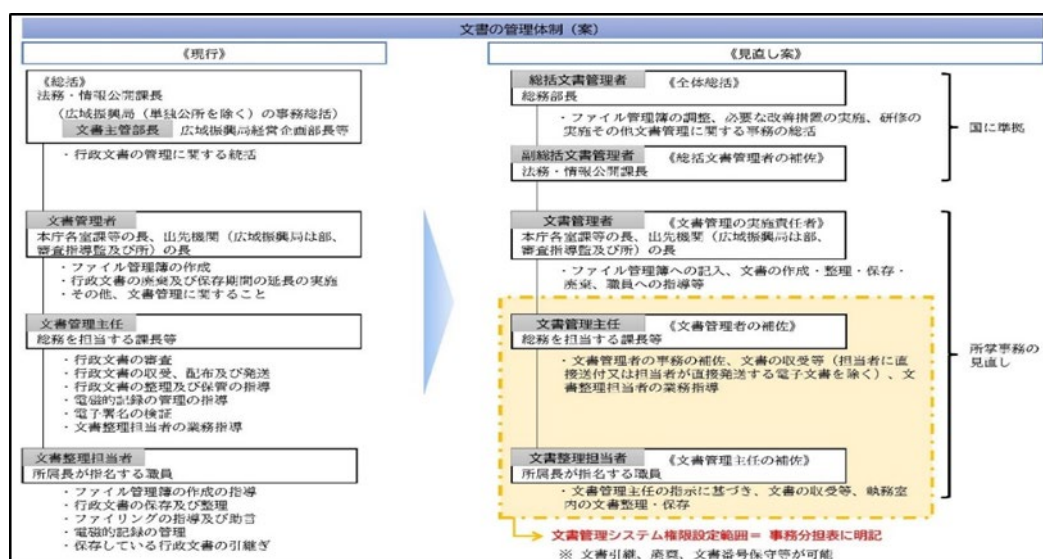 文書の管理体制（案）
《現行》
《総括》
法務・情報公開課長
（広域振興局（単独公所を除く）の事務総括）
文書主管部長　広域振興局経営企画部長等
・行政文書の管理に関する統括
文書管理者
本庁各室課等の長、出先機関（広域振興局は部、
審査指導監及び所）の長
・ファイル管理簿の作成
・行政文書の廃棄及び保存期間の延長の実施
・その他、文書管理に関すること
文書管理主任
総務を担当する課長等
・行政文書の審査
・行政文書の収受、配布及び発送
・行政文書の整理及び保管の指導
・電磁的記録の管理の指導
・電子署名の検証
・文書整理担当者の業務指導
文書整理担当者
所属長が指名する職員
・ファイル管理簿の作成の指導
・行政文書の保存及び整理
・ファイリングの指導及び助言
・電磁的記録の管理
・保存している行政文書の引継ぎ
《見直し案》
総括文書管理者　《全体総括》
総務部長
・ファイル管理簿の調整、必要な改善措置の実施、研修の
実施その他文書管理に関する事務の総括
副総括文書管理者　《総括文書管理者の補佐》
法務・情報公開課長
国に準拠
文書管理者　《文書管理の実施責任者》
本庁各室課等の長、出先機関（広域振興局は部、
審査指導監及び所）の長
・ファイル管理簿への記入、文書の作成・整理・保存・
廃棄、職員への指導等
文書管理主任　《文書管理者の補佐》
総務を担当する課長等
・文書管理者の事務の補佐、文書の収受等（担当者に直
接送付又は担当者が直接発送する電子文書を除く）、文
書整理担当者の業務指導
所掌事務の
見直し
文書整理担当者　《文書管理主任の補佐》
所属長が指名する職員
・文書管理主任の指示に基づき、文書の収受等、執務室
内の文書整理・保存
文書管理システム権限設定範囲＝ 事務分担表に明記
※ 文書引継、廃棄、文書番号保守等が可能